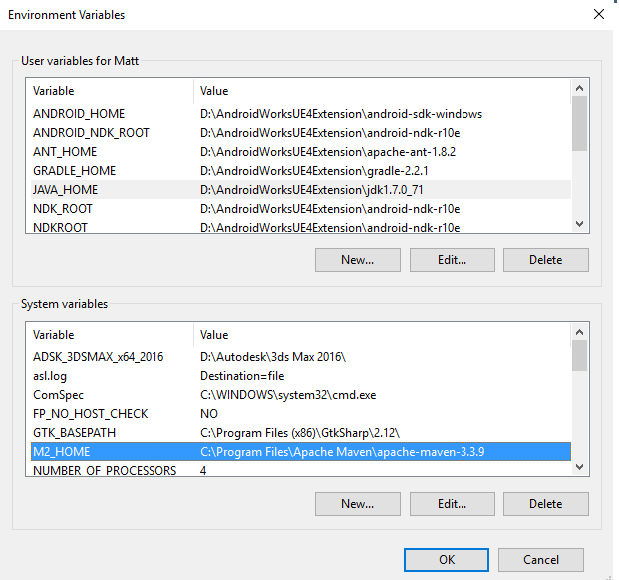 Environment Variables
User variables for Matt
Variable Value
ANDROID_HOME D:\AndroidWorksUE4Extension\android-sdk-windows
ANDROID_NDK_ROOT D:\AndroidWorksUE4Extension\android-ndk-r10e
ANT_HOME D:\AndroidWorksUE4Extension\apache-ant-1.8.2
GRADLE_HOME D:\AndroidWorksUE4Extension\gradle-2.2.1
JAVA_HOME D:\AndroidWorksUE4Extension\jdk1.7.0_71
NDK_ROOT D:\AndroidWorksUE4Extension\android-ndk-r10e
NDKROOT D:\AndroidWorksUE4Extension\android-ndk-r10e
New... Edit... Delete
System variables
Variable Value
ADSK_3DSMAX_x64_2016 D:\Autodesk\3ds Max 2016\
asl.log Destination=file
ComSpec C:\WINDOWS\system32\cmd.exe
FP_NO_HOST_CHECK NO
GTK_BASEPATH C:\Program Files (x86)\GtkSharp\2.12\
M2_HOME C:\Program Files\Apache Maven\apache-maven-3.3.9
NUMBER_OF_PROCESSORS 4
New... Edit... Delete
OK Cancel